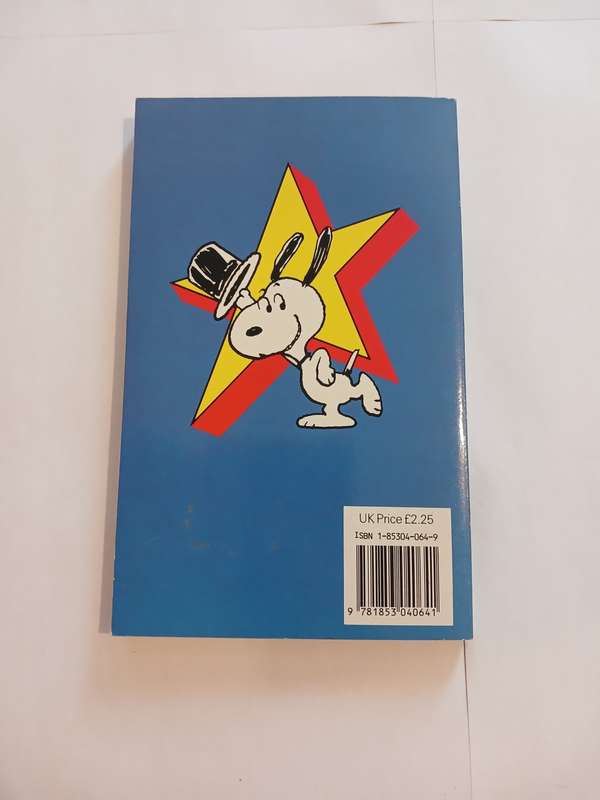 UK Price £2.25
ISBN 1-85304-064-9
9 781853 040641